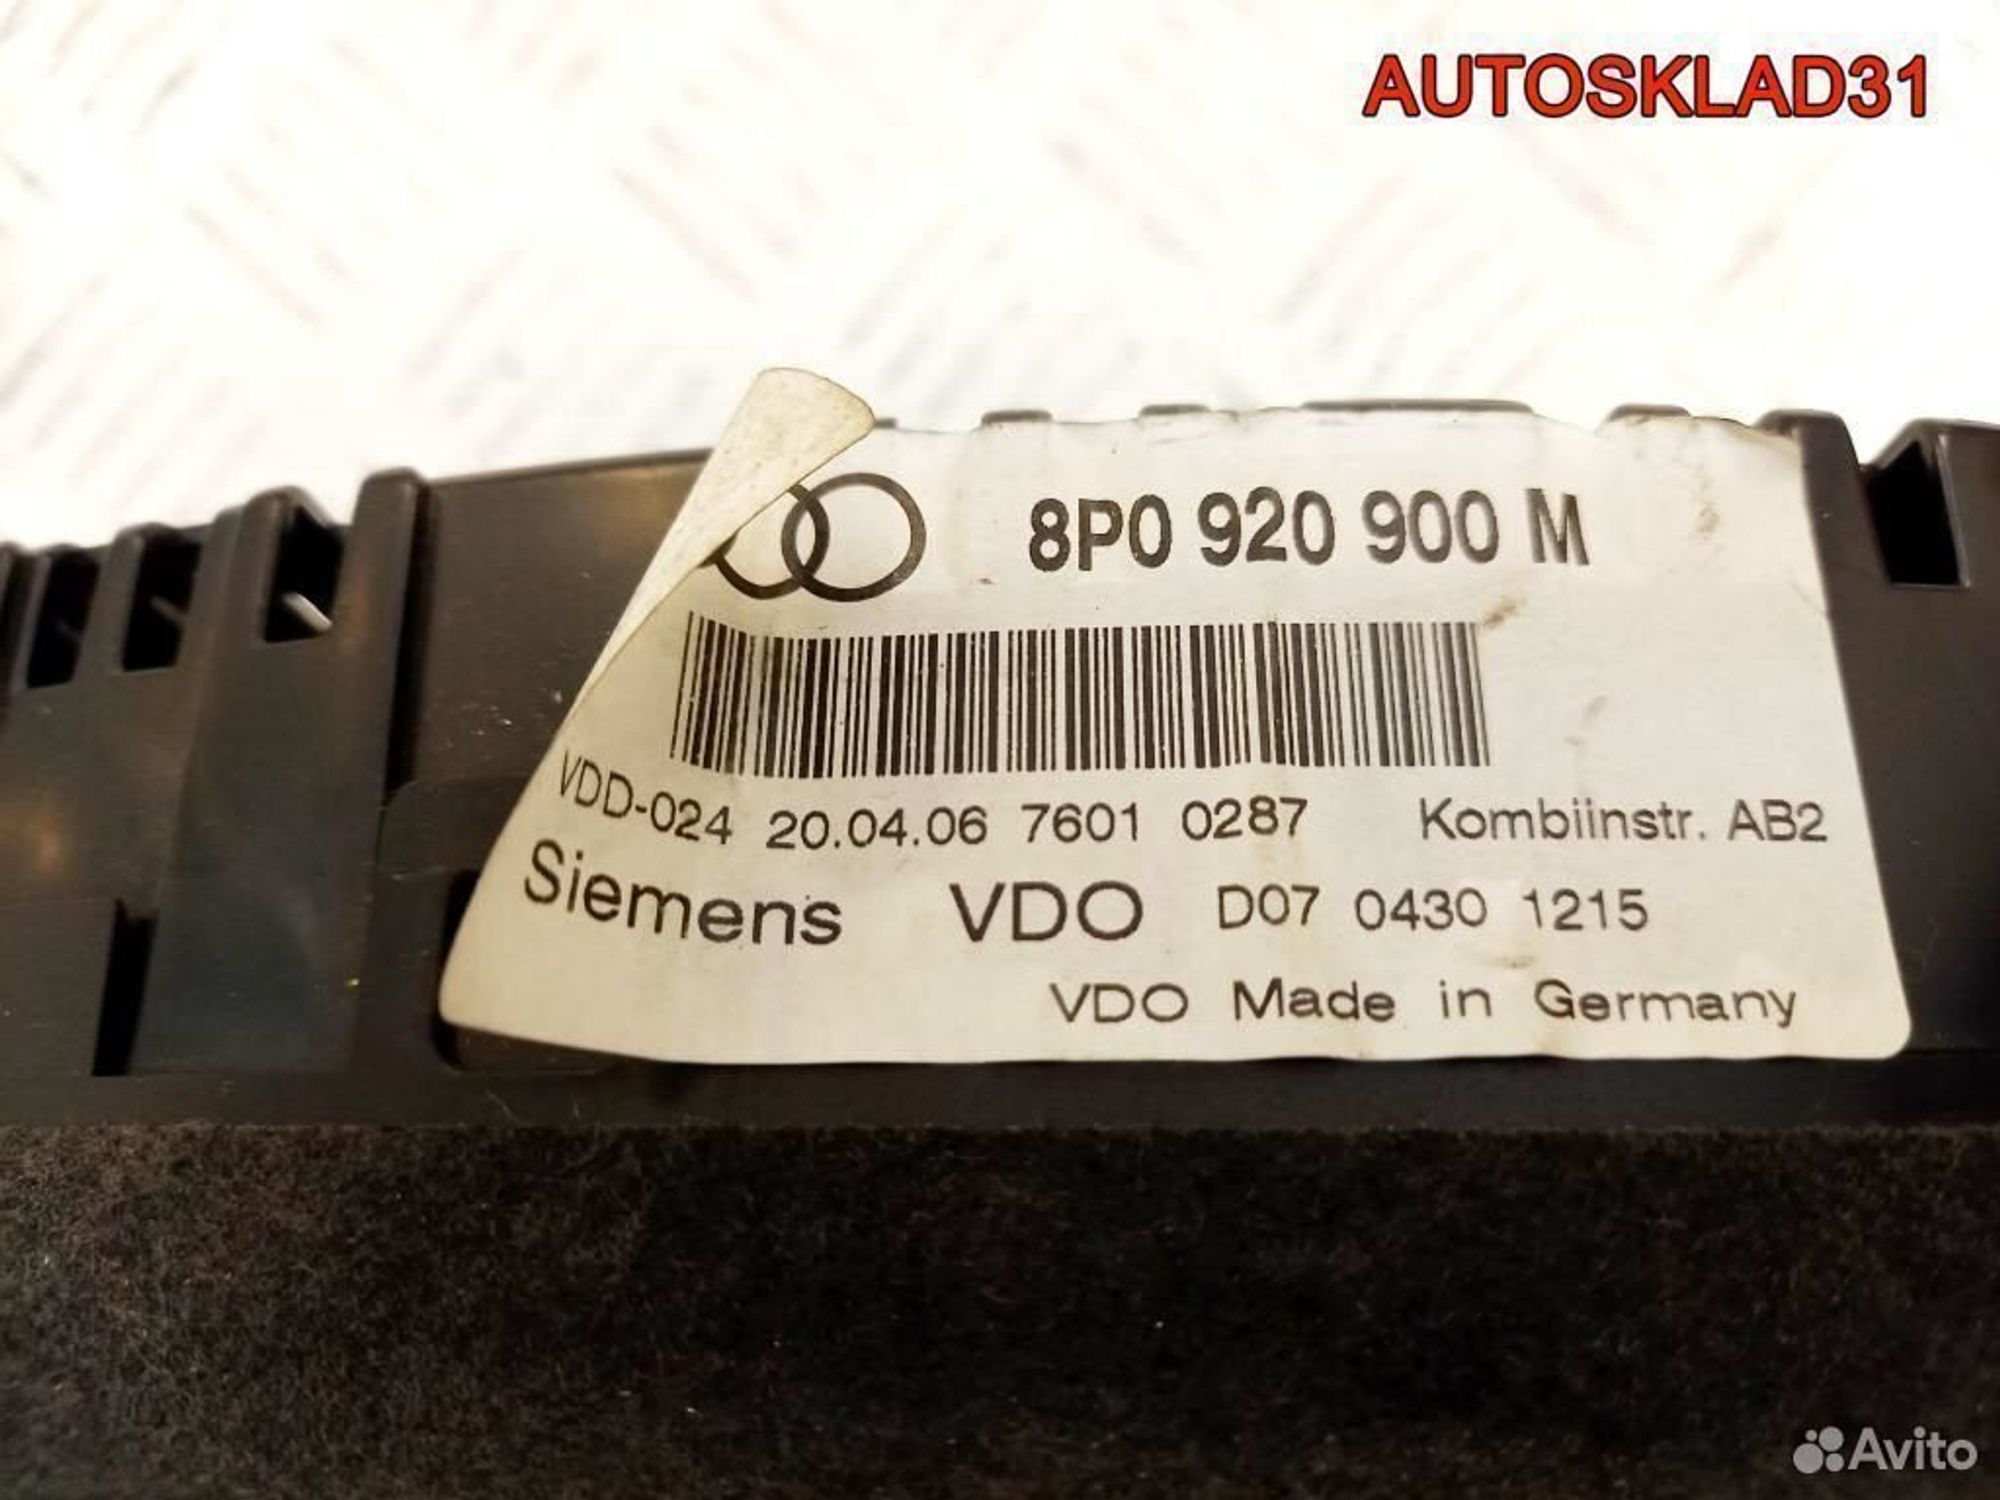 AUTOSKLAD31
8P0 920 900 M
VDD-024 20.04.06 7601 0287 Kombiinstr. AB2
Siemens VDO D07 0430 1215
VDO Made in Germany
Avito